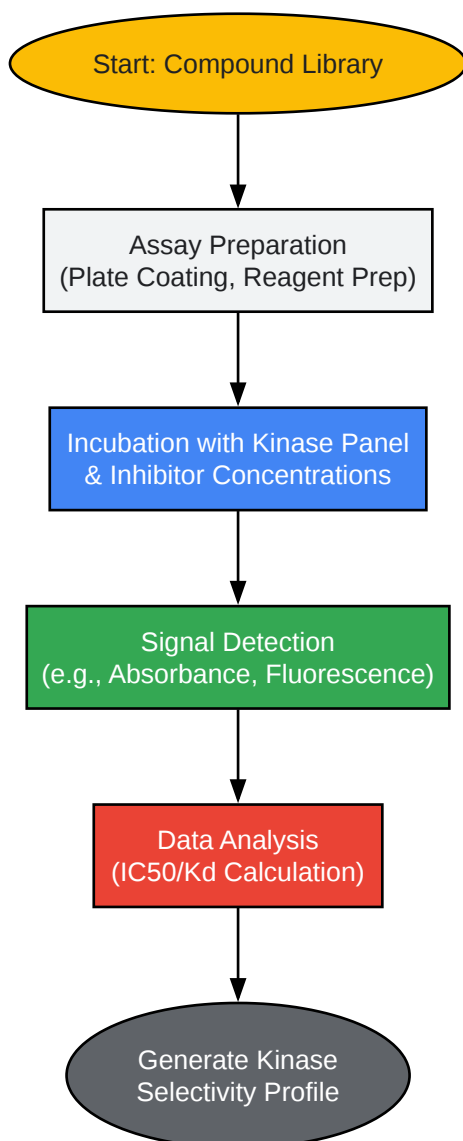 Start: Compound Library
Assay Preparation
(Plate Coating, Reagent Prep)
Incubation with Kinase Panel
& Inhibitor Concentrations
Signal Detection
(e.g., Absorbance, Fluorescence)
Data Analysis
(IC50/Kd Calculation)
Generate Kinase
Selectivity Profile